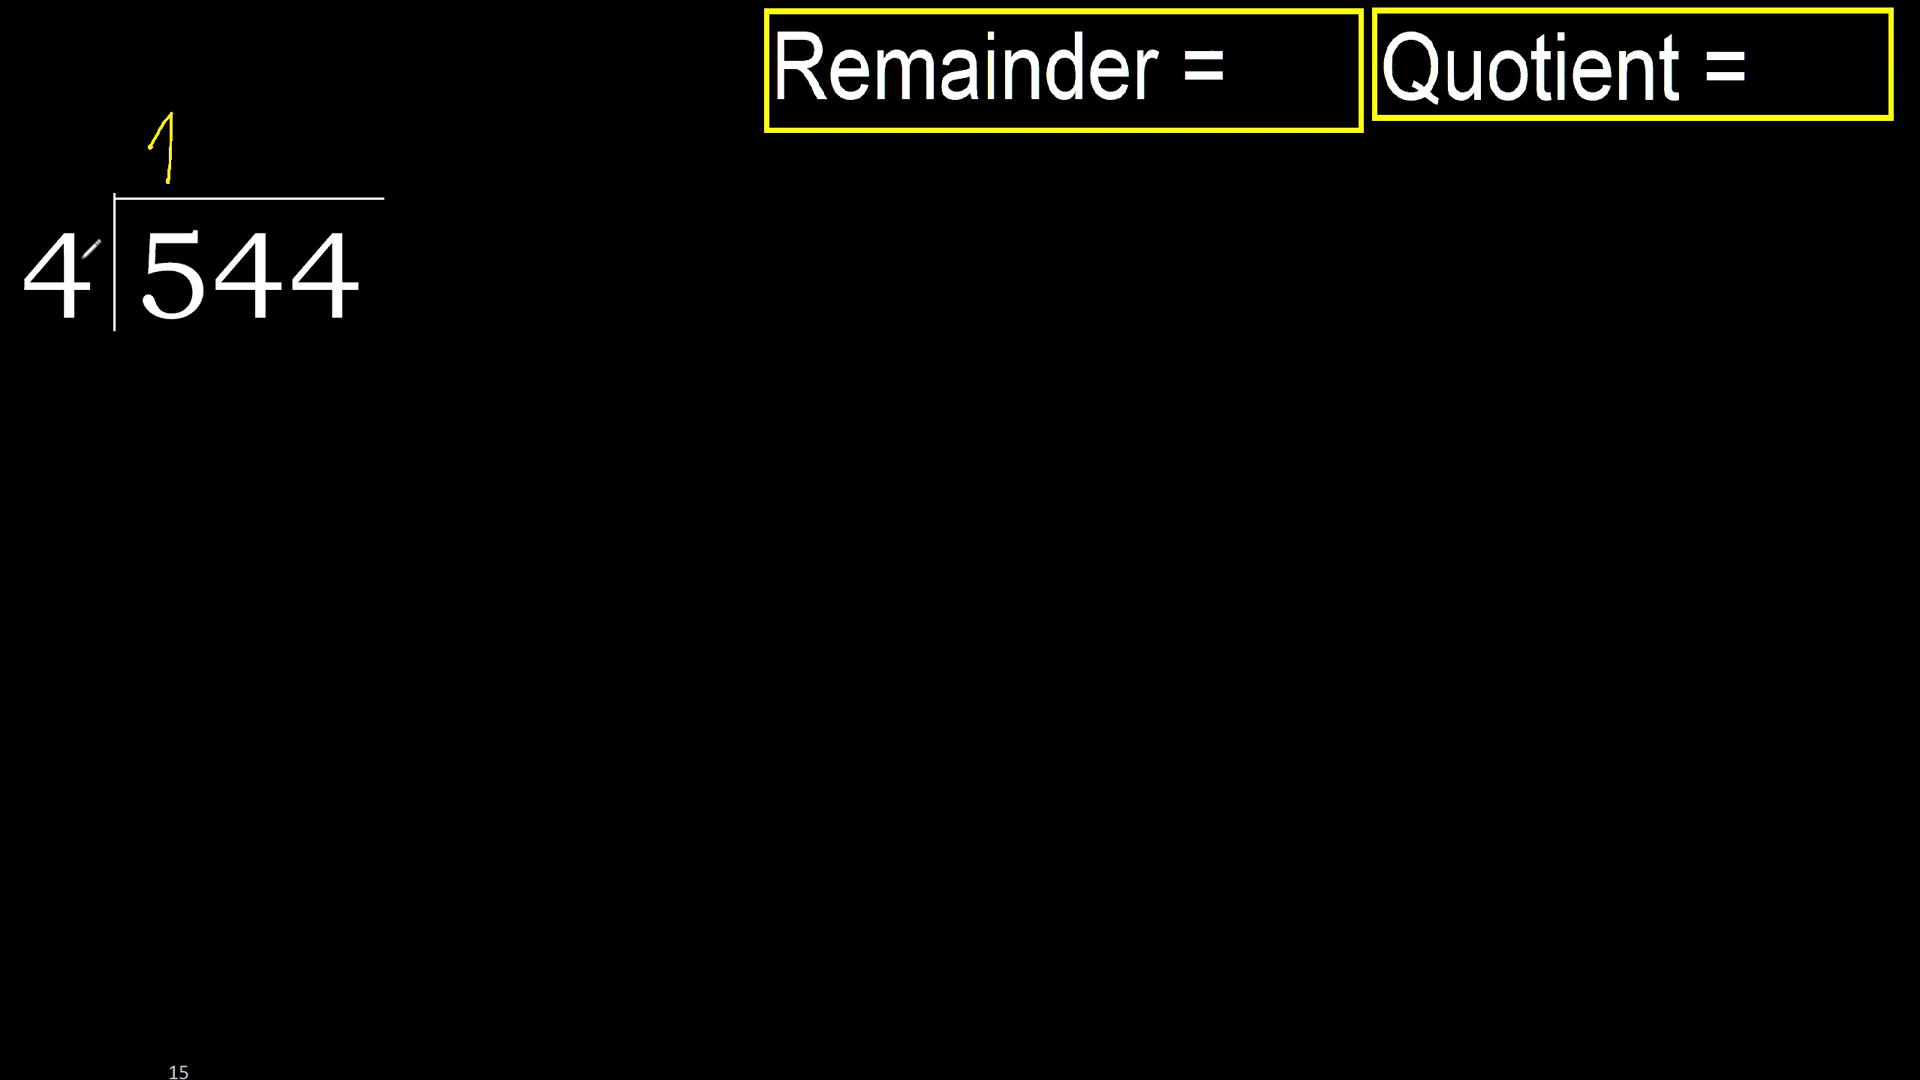 Remainder = Quotient =
1
4 544
15